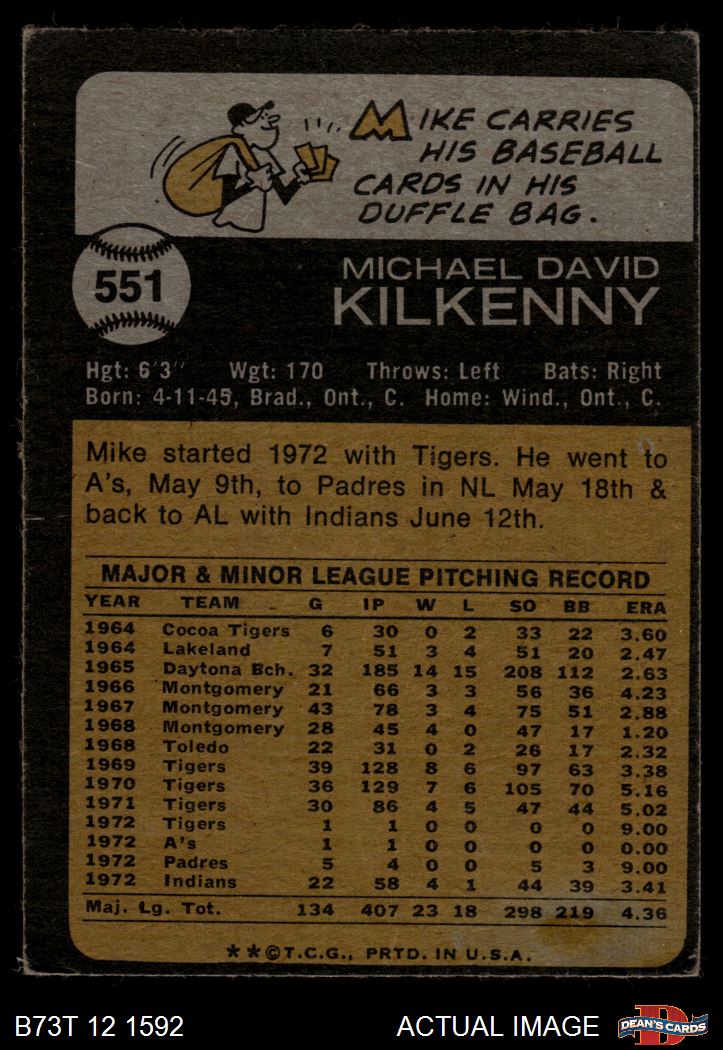 MIKE CARRIES
HIS BASEBALL
CARDS IN HIS
DUFFLE BAG.
551
MICHAEL DAVID
KILKENNY
Hgt: 6'3" Wgt: 170 Throws: Left Bats: Right
Born: 4-11-45, Brad., Ont., C. Home: Wind., Ont., C.
Mike started 1972 with Tigers. He went to
A's, May 9th, to Padres in NL May 18th &
back to AL with Indians June 12th.
MAJOR & MINOR LEAGUE PITCHING RECORD
YEAR TEAM G IP W L SO BB ERA
1964 Cocoa Tigers 6 30 0 2 33 22 3.60
1964 Lakeland 7 51 3 4 51 20 2.47
1965 Daytona Bch. 32 185 14 15 208 112 2.63
1966 Montgomery 21 66 3 3 56 36 4.23
1967 Montgomery 43 78 3 4 75 51 2.88
1968 Montgomery 28 45 4 0 47 17 1.20
1968 Toledo 22 31 0 2 26 17 2.32
1969 Tigers 39 128 8 6 97 63 3.38
1970 Tigers 36 129 7 6 105 70 5.16
1971 Tigers 30 86 4 5 47 44 5.02
1972 Tigers 1 1 0 0 0 0 9.00
1972 A's 1 1 0 0 0 0 0.00
1972 Padres 5 4 0 0 5 3 9.00
1972 Indians 22 58 4 1 44 39 3.41
Maj. Lg. Tot. 134 407 23 18 298 219 4.36
**©T.C.G., PRTD. IN U.S.A.
B73T 12 1592 ACTUAL IMAGE DEAN'S CARDS